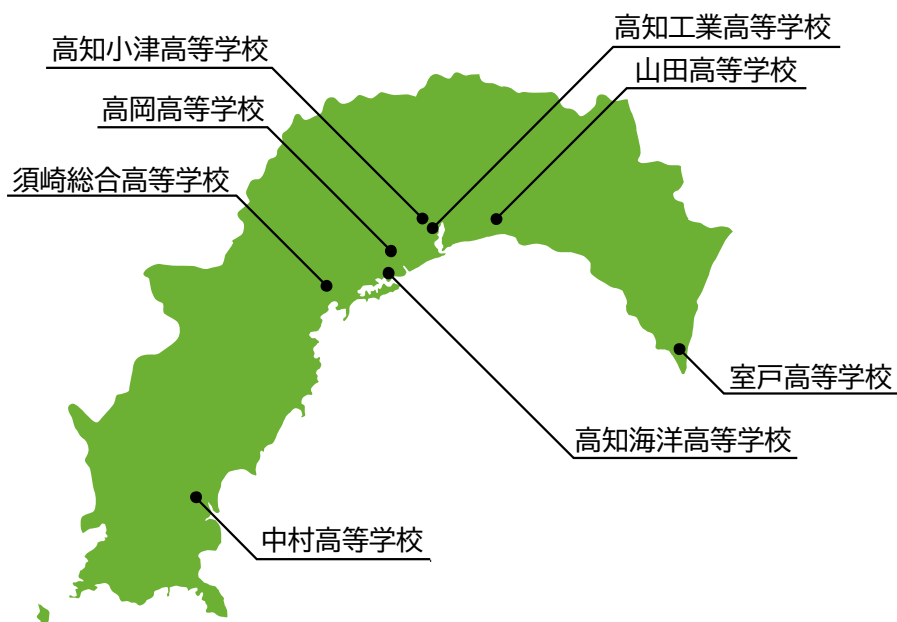 高知工業高等学校
高知小津高等学校
山田高等学校
高岡高等学校
須崎総合高等学校
室戸高等学校
高知海洋高等学校
中村高等学校